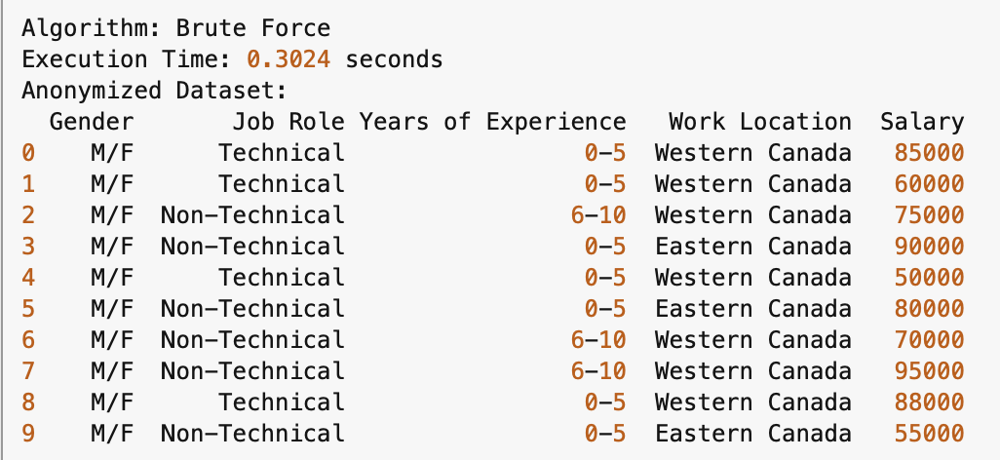 Algorithm: Brute Force
Execution Time: 0.3024 seconds
Anonymized Dataset:
Gender Job Role Years of Experience Work Location Salary
0 M/F Technical 0-5 Western Canada 85000
1 M/F Technical 0-5 Western Canada 60000
2 M/F Non-Technical 6-10 Western Canada 75000
3 M/F Non-Technical 0-5 Eastern Canada 90000
4 M/F Technical 0-5 Western Canada 50000
5 M/F Non-Technical 0-5 Eastern Canada 80000
6 M/F Non-Technical 6-10 Western Canada 70000
7 M/F Non-Technical 6-10 Western Canada 95000
8 M/F Technical 0-5 Western Canada 88000
9 M/F Non-Technical 0-5 Eastern Canada 55000